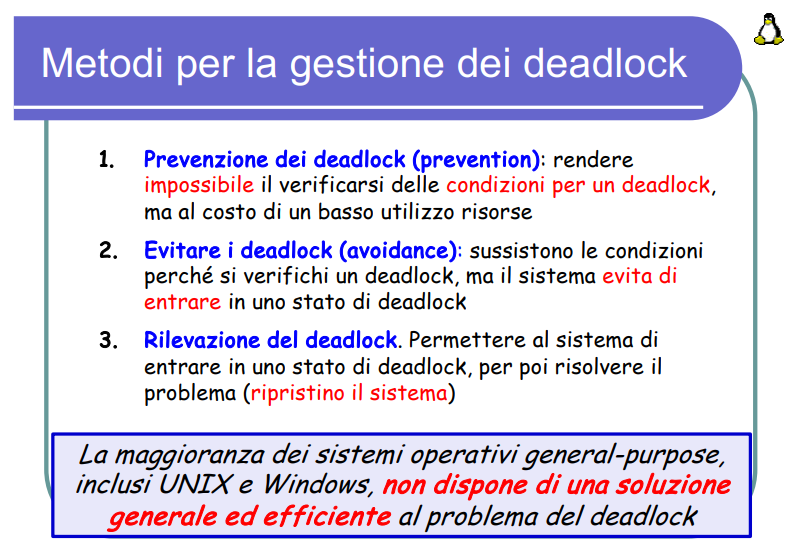 Metodi per la gestione dei deadlock
1. Prevenzione dei deadlock (prevention): rendere
impossibile il verificarsi delle condizioni per un deadlock,
ma al costo di un basso utilizzo risorse
2. Evitare i deadlock (avoidance): sussistono le condizioni
perché si verifichi un deadlock, ma il sistema evita di
entrare in uno stato di deadlock
3. Rilevazione del deadlock. Permettere al sistema di
entrare in uno stato di deadlock, per poi risolvere il
problema (ripristino il sistema)
La maggioranza dei sistemi operativi general-purpose,
inclusi UNIX e Windows, non dispone di una soluzione
generale ed efficiente al problema del deadlock